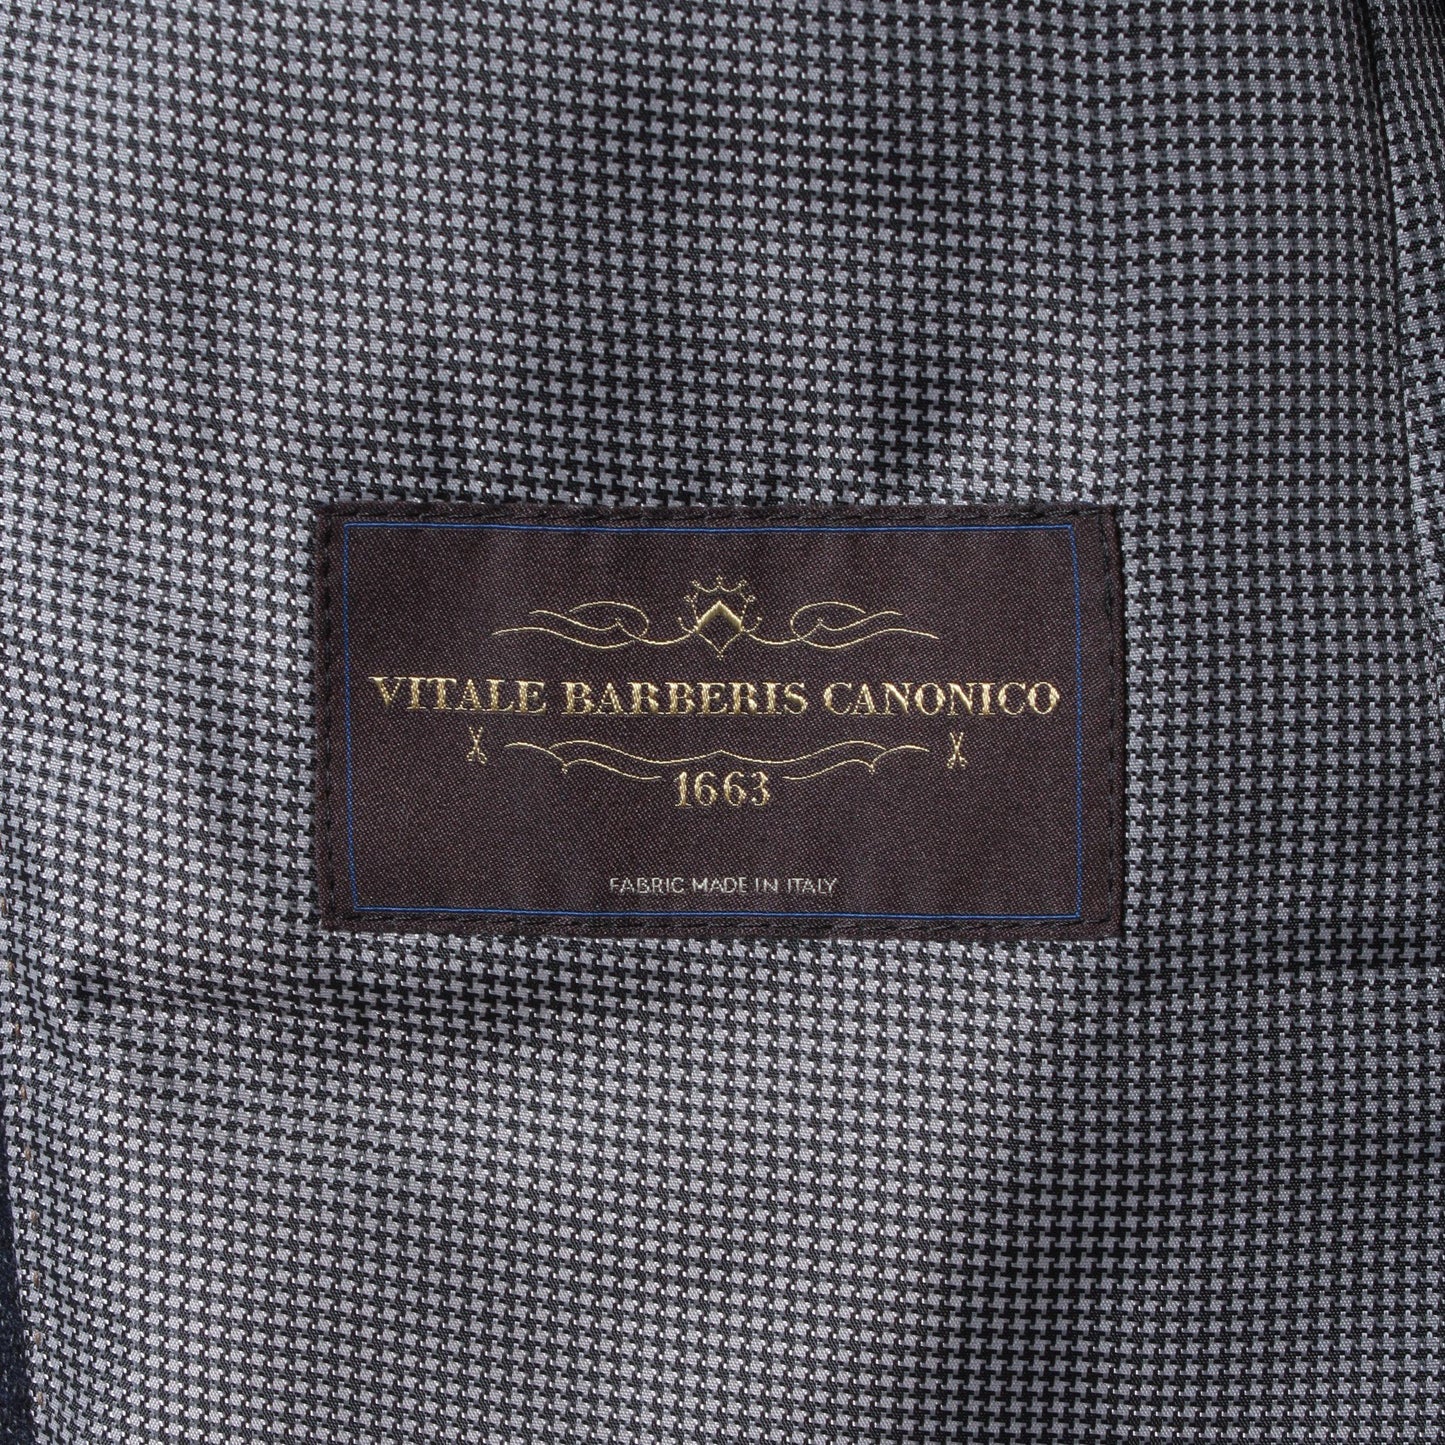 VITALE BARBERIS CANONICO
1663
FABRIC MADE IN ITALY